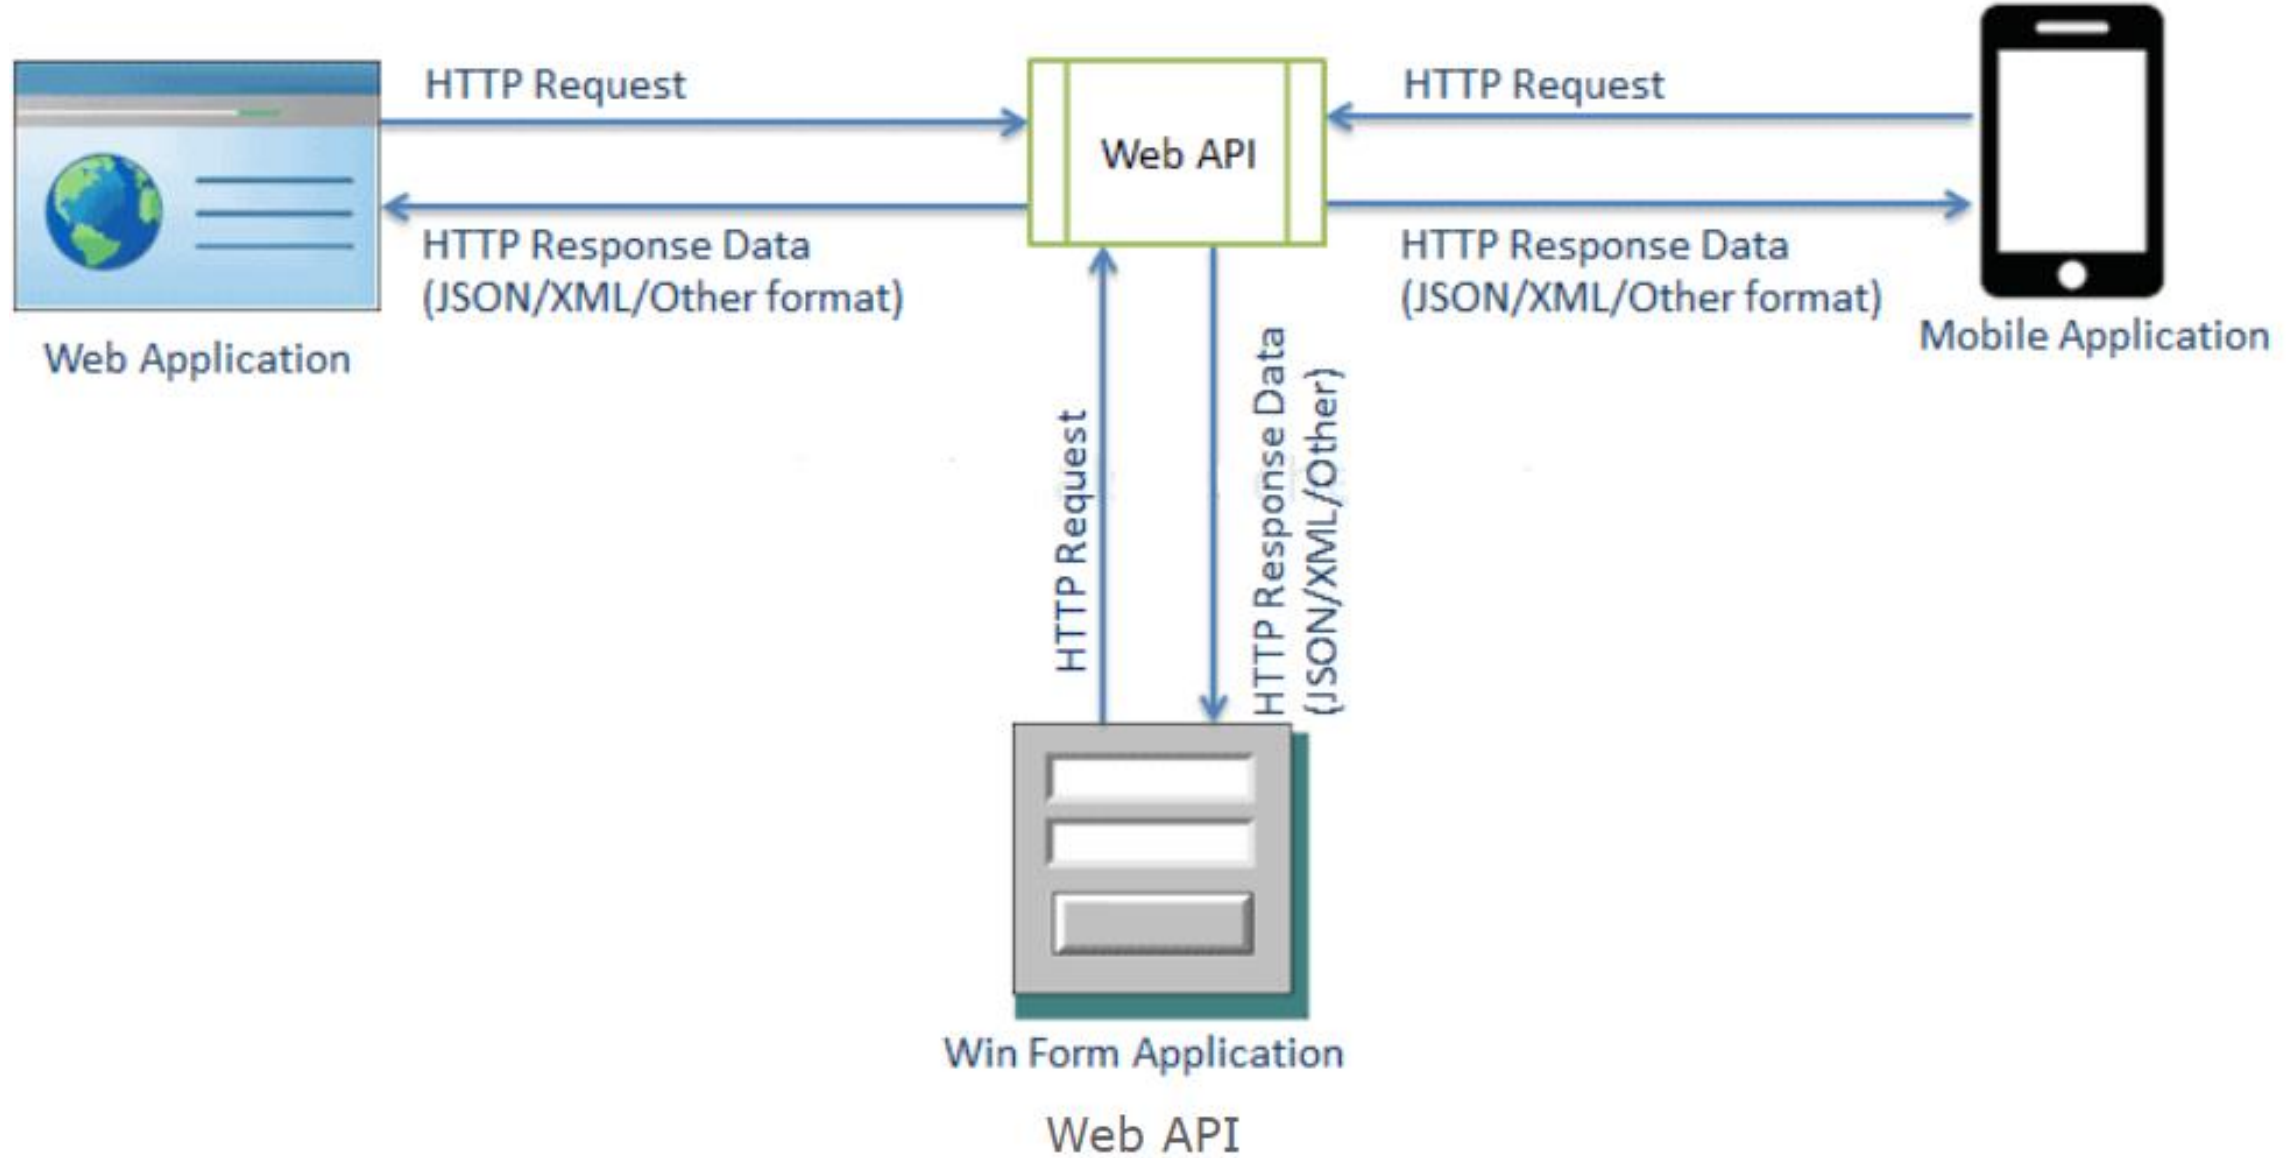 HTTP Request
Web API
HTTP Request
HTTP Response Data
(JSON/XML/Other format)
HTTP Response Data
(JSON/XML/Other format)
Web Application
Mobile Application
HTTP Request
HTTP Response Data
(JSON/XML/Other)
Win Form Application
Web API